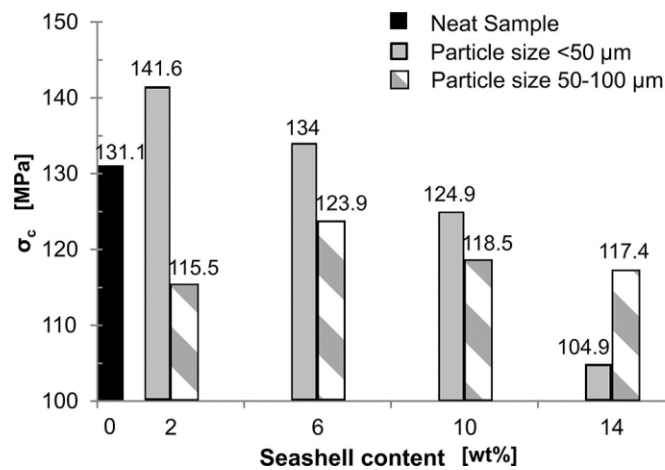 150
140
130
120
110
100
σc [MPa]
Neat Sample
Particle size <50 µm
Particle size 50-100 µm
131.1
141.6
115.5
134
123.9
124.9
118.5
104.9
117.4
0 2 6 10 14
Seashell content [wt%]